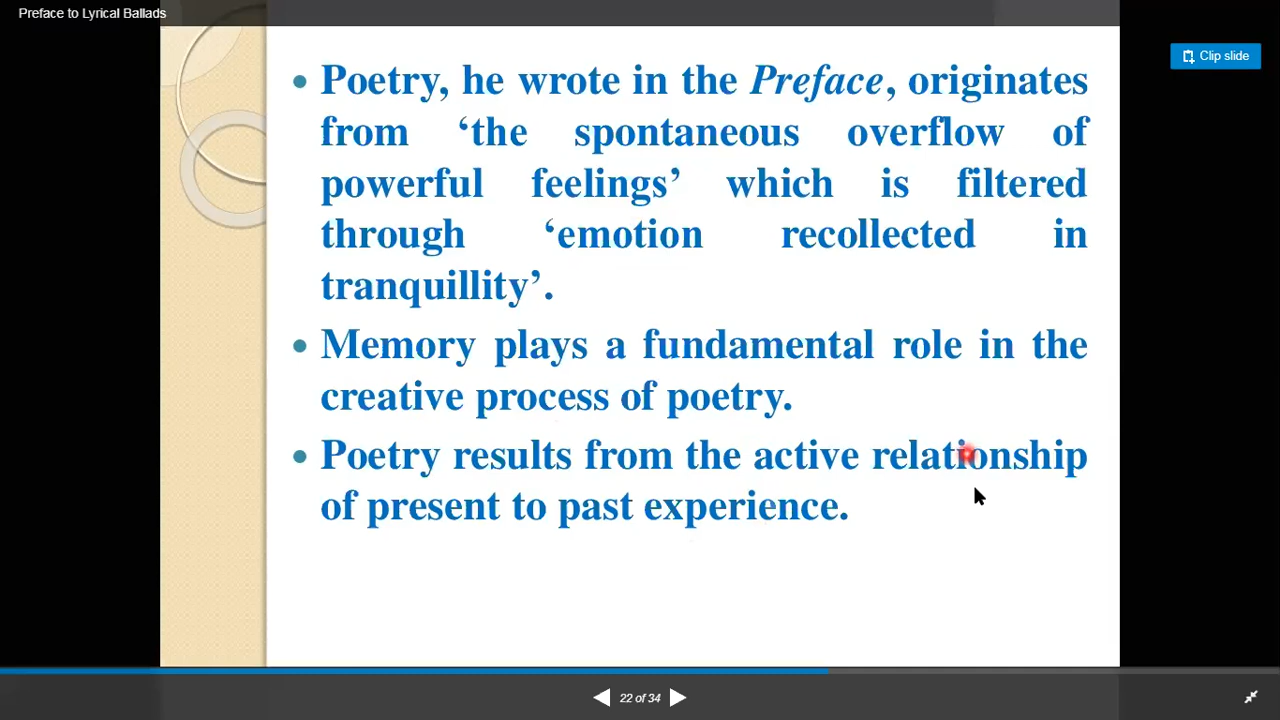 Preface to Lyrical Ballads
Clip slide
• Poetry, he wrote in the Preface, originates
from ‘the spontaneous overflow of
powerful feelings’ which is filtered
through ‘emotion recollected in
tranquillity’.
• Memory plays a fundamental role in the
creative process of poetry.
• Poetry results from the active relationship
of present to past experience.
22 of 34